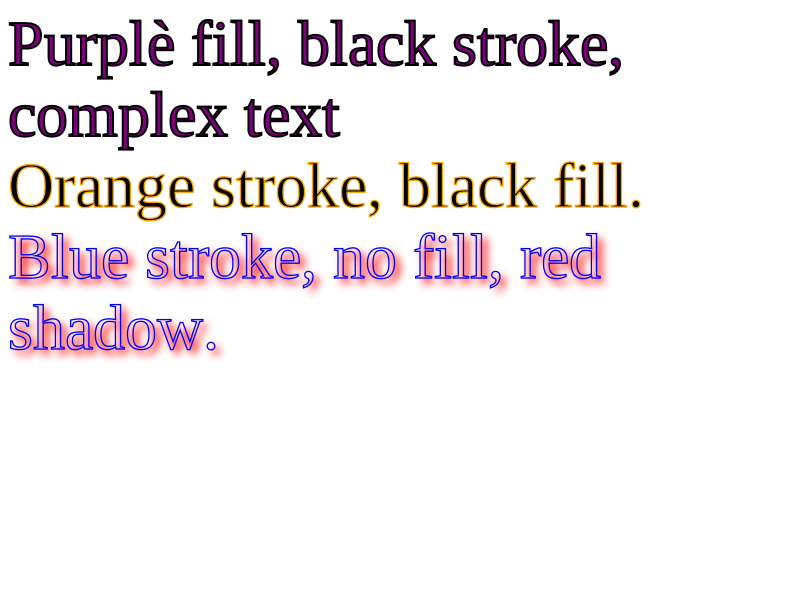 Purplè fill, black stroke,
complex text
Orange stroke, black fill.
Blue stroke, no fill, red
shadow.